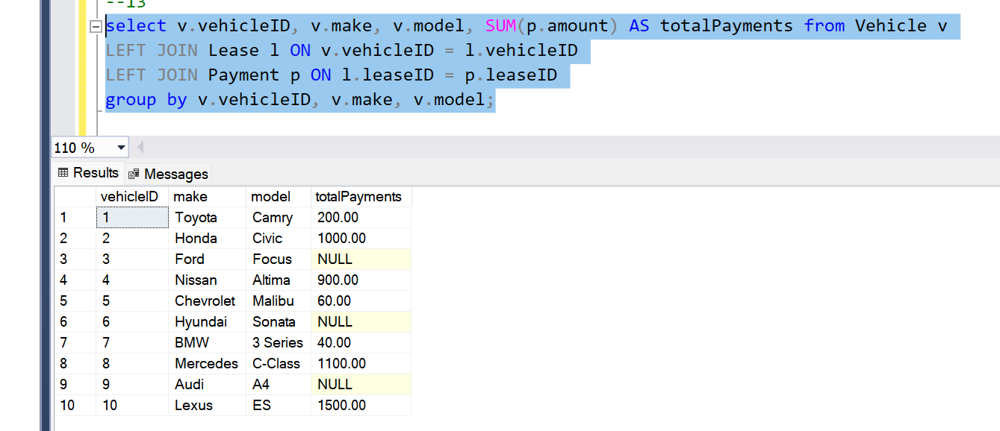 --13
select v.vehicleID, v.make, v.model, SUM(p.amount) AS totalPayments from Vehicle v
LEFT JOIN Lease l ON v.vehicleID = l.vehicleID
LEFT JOIN Payment p ON l.leaseID = p.leaseID
group by v.vehicleID, v.make, v.model;
110 %
Results Messages
vehicleID make model totalPayments
1 1 Toyota Camry 200.00
2 2 Honda Civic 1000.00
3 3 Ford Focus NULL
4 4 Nissan Altima 900.00
5 5 Chevrolet Malibu 60.00
6 6 Hyundai Sonata NULL
7 7 BMW 3 Series 40.00
8 8 Mercedes C-Class 1100.00
9 9 Audi A4 NULL
10 10 Lexus ES 1500.00